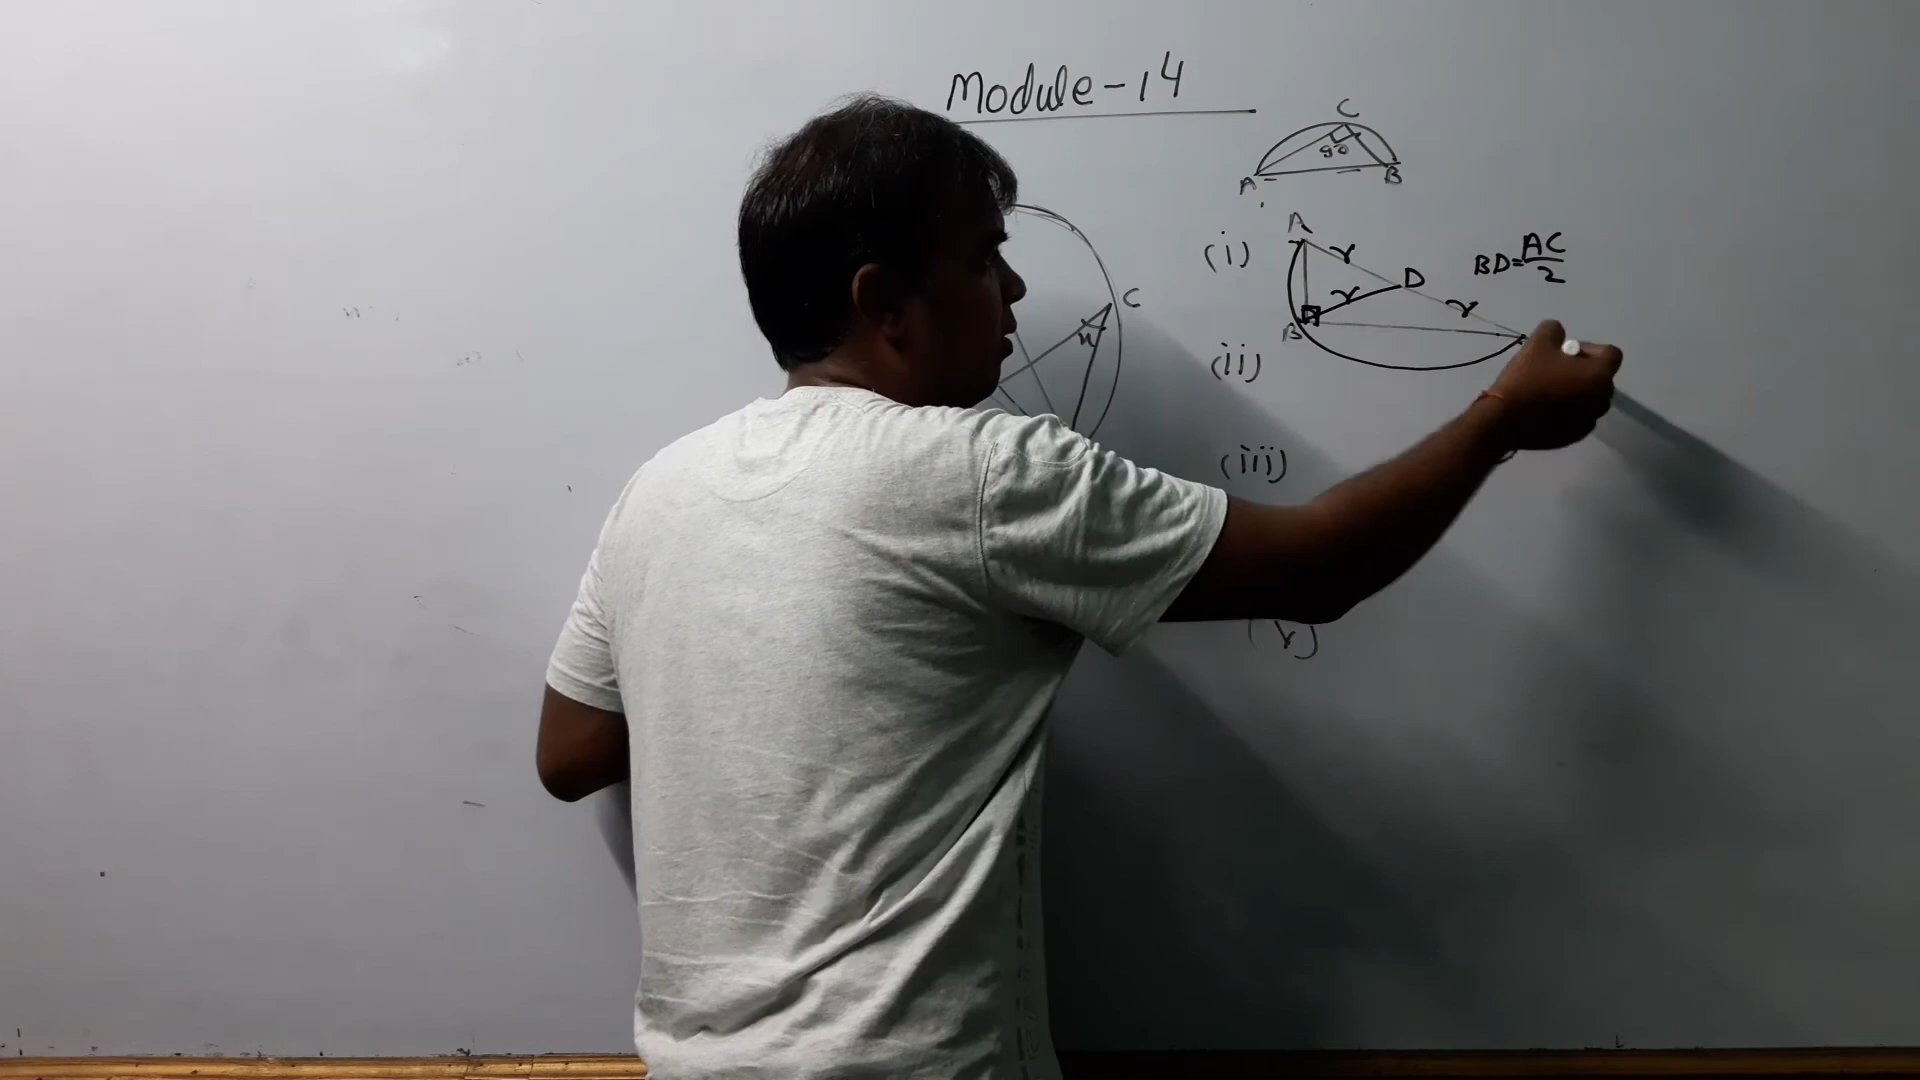 Module-14
C
90
A B
A
(i) r D BD=AC/2
r r
B
C
x
(ii)
(iii)
(v)